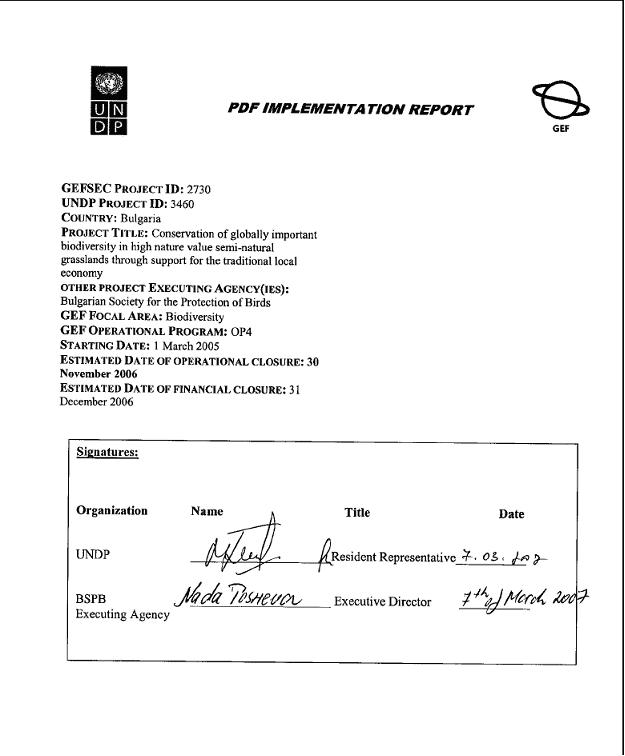 UN
DP
PDF IMPLEMENTATION REPORT
GEF
GEFSEC PROJECT ID: 2730
UNDP PROJECT ID: 3460
COUNTRY: Bulgaria
PROJECT TITLE: Conservation of globally important
biodiversity in high nature value semi-natural
grasslands through support for the traditional local
economy
OTHER PROJECT EXECUTING AGENCY(IES):
Bulgarian Society for the Protection of Birds
GEF FOCAL AREA: Biodiversity
GEF OPERATIONAL PROGRAM: OP4
STARTING DATE: 1 March 2005
ESTIMATED DATE OF OPERATIONAL CLOSURE: 30
November 2006
ESTIMATED DATE OF FINANCIAL CLOSURE: 31
December 2006
Signatures:
Organization Name Title Date
UNDP Resident Representative 7. 03.
BSPB Nada Executive Director 7th of March 2007
Executing Agency